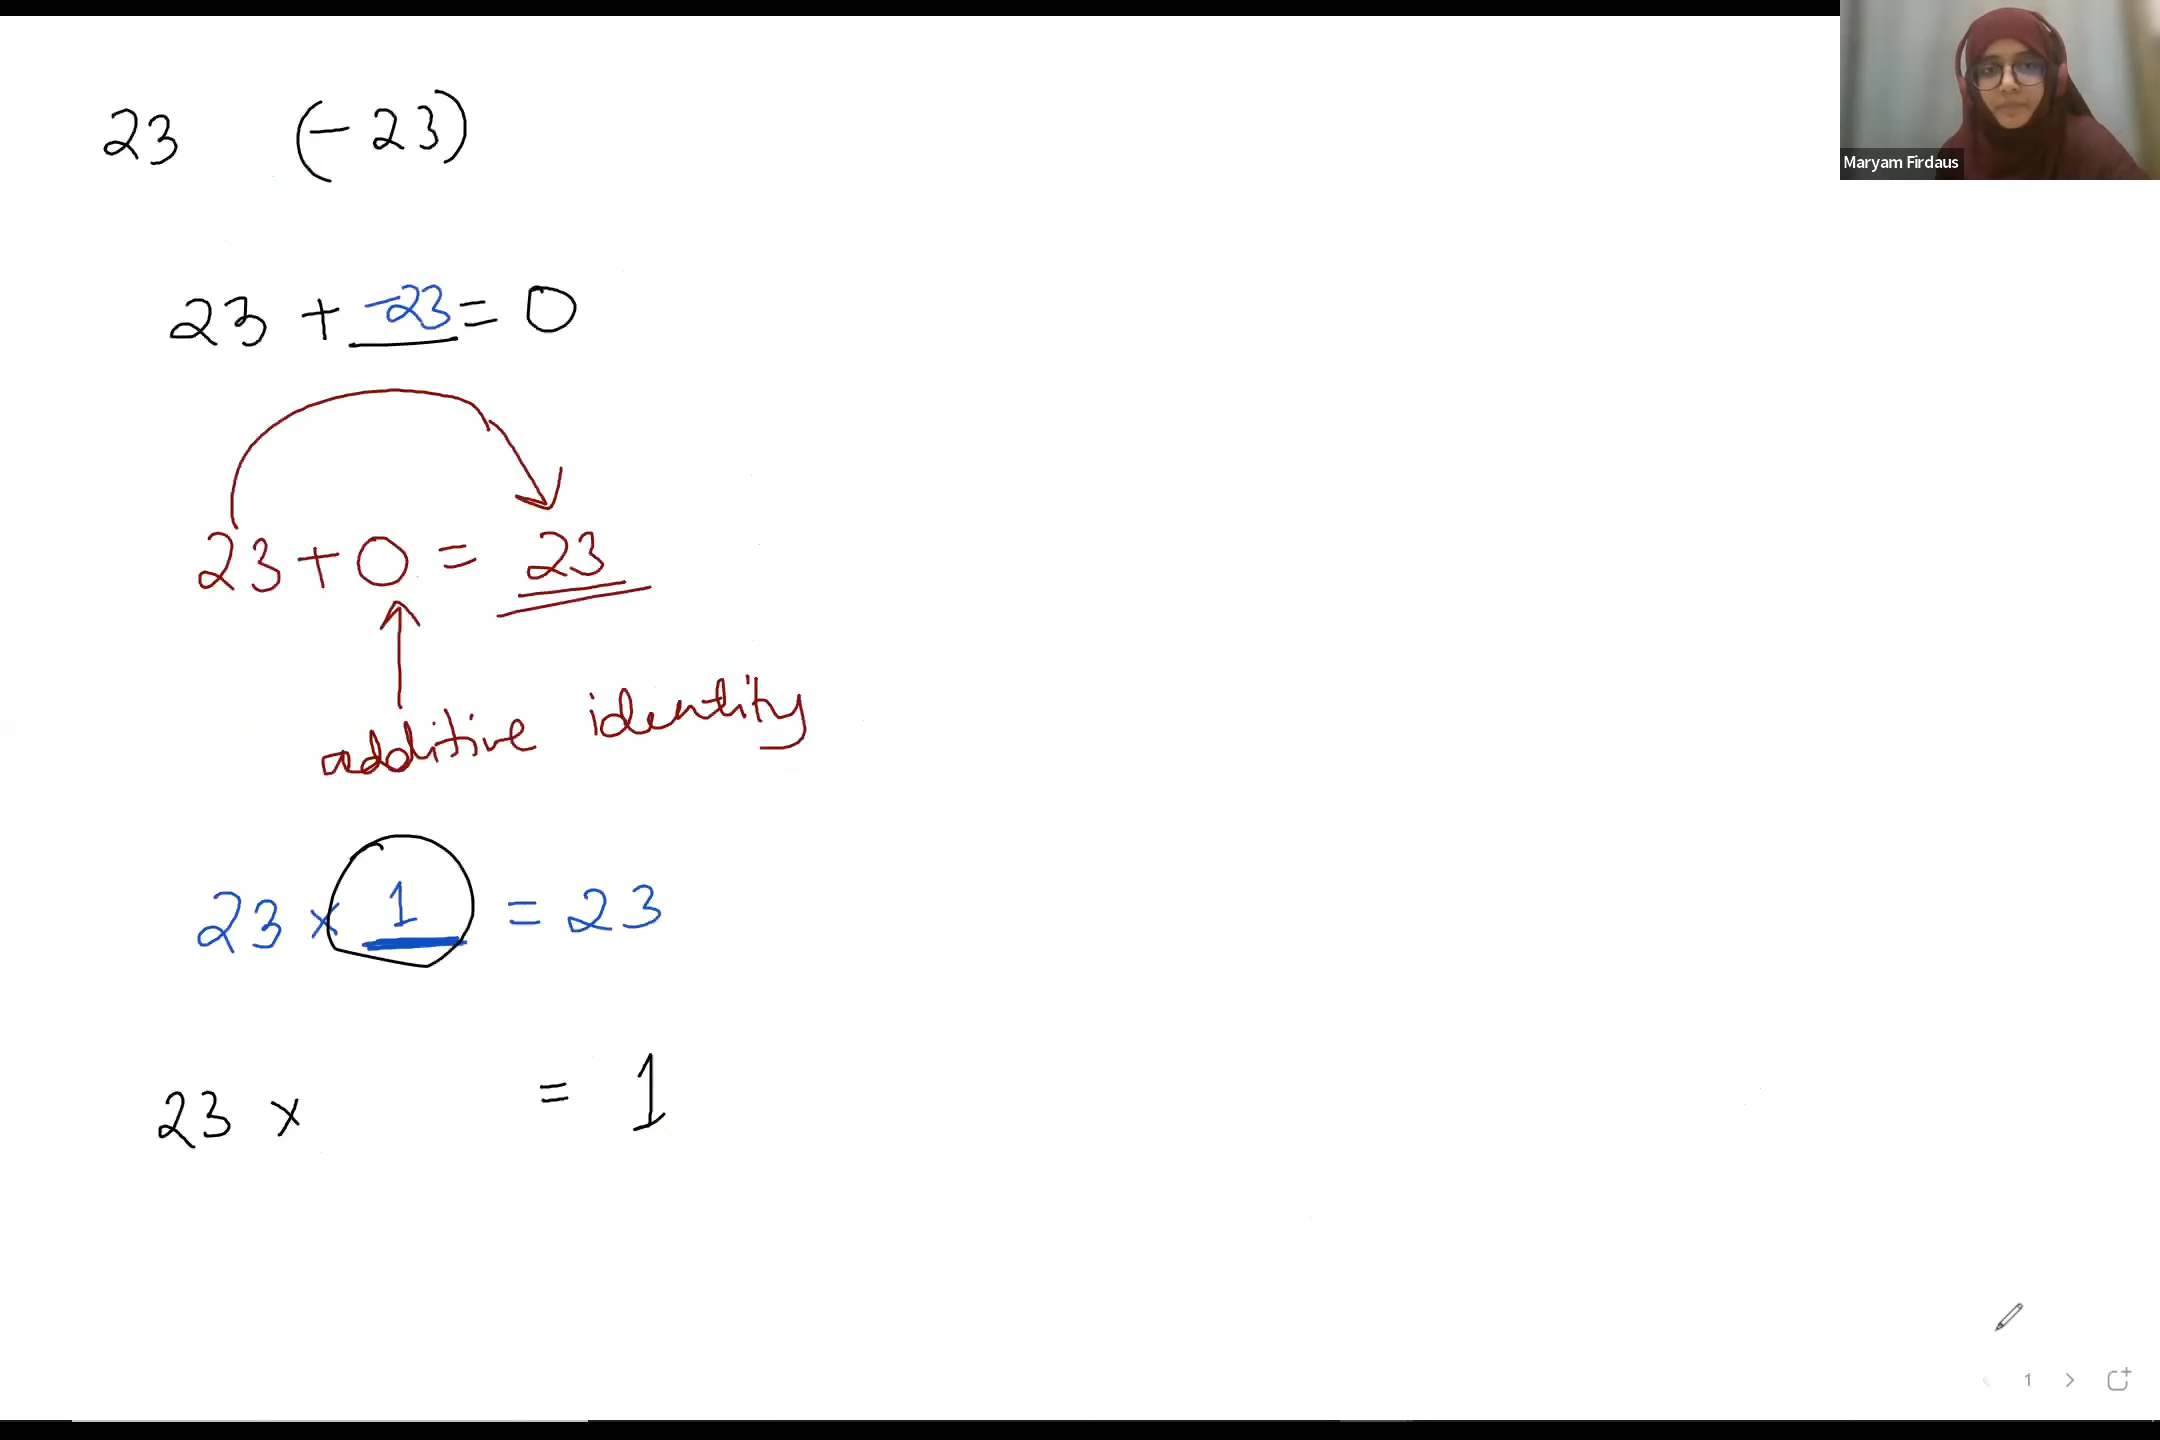 23 (-23)
Maryam Firdaus
23 + -23 = 0
23 + 0 = 23
additive identity
23 × 1 = 23
23 × = 1
1